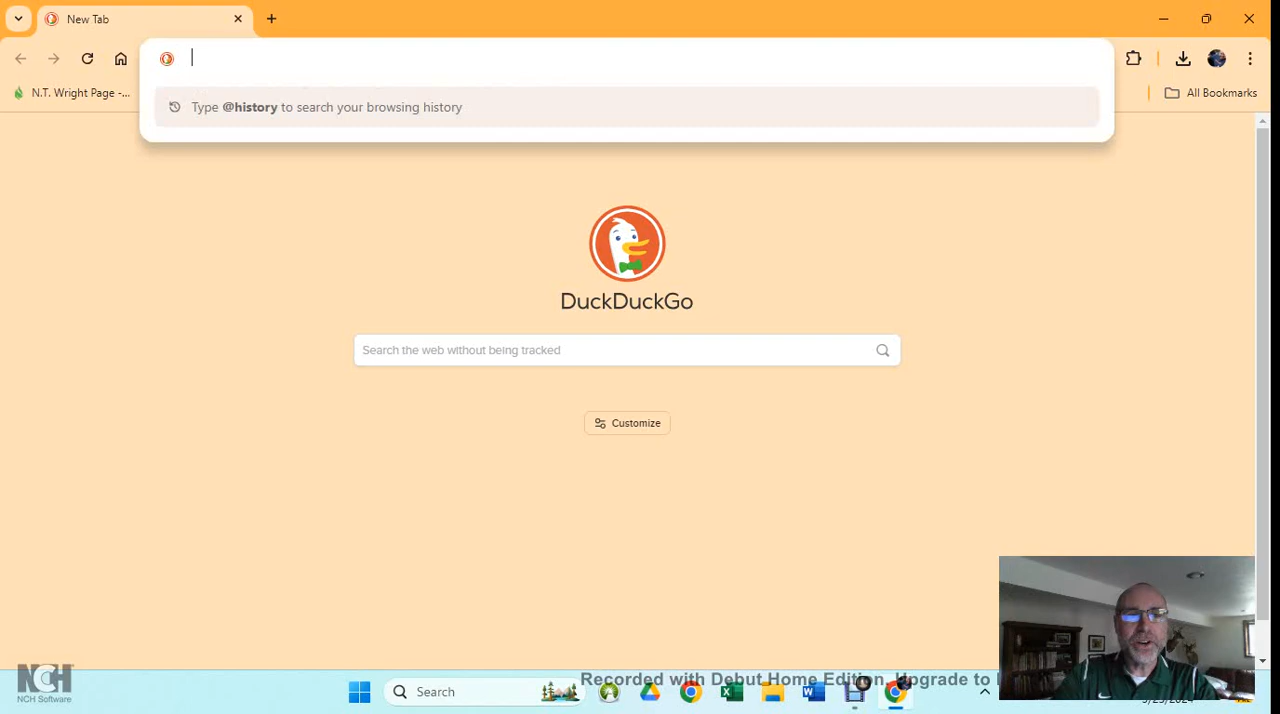 New Tab
N.T. Wright Page -...
All Bookmarks
Type @history to search your browsing history
DuckDuckGo
Search the web without being tracked
Customize
NCH
NCH Software
Search
Recorded with Debut Home Edition. Upgrade to